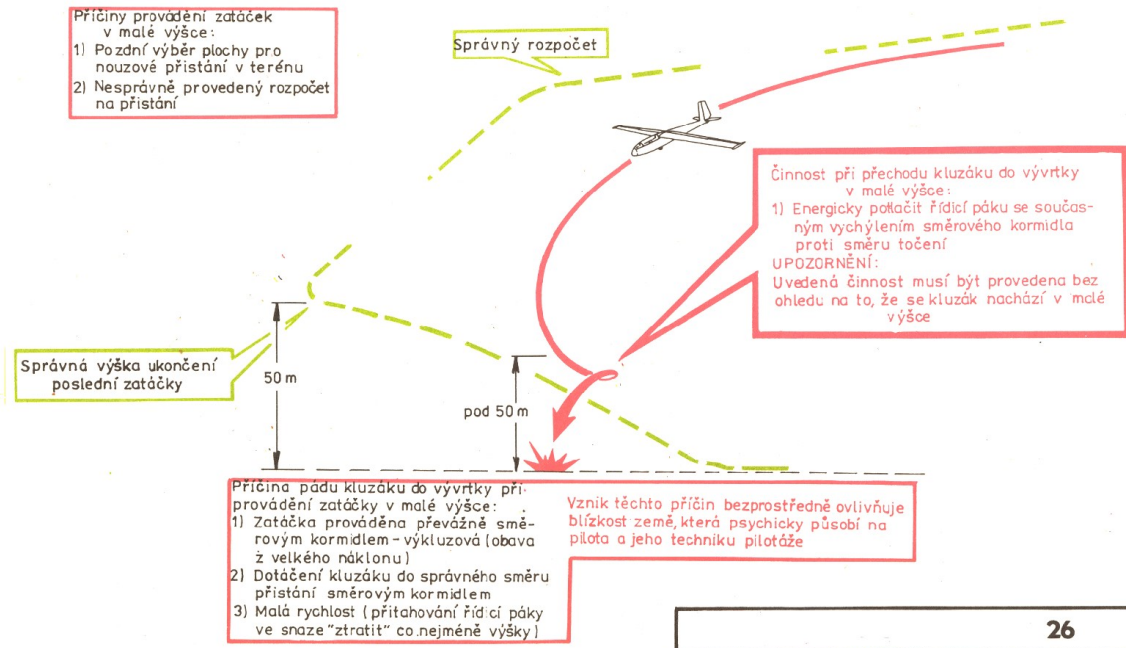 Příčiny provádění zatáček
v malé výšce:
1) Pozdní výběr plochy pro
nouzové přistání v terénu
2) Nesprávně provedený rozpočet
na přistání
Správný rozpočet
Činnost při přechodu kluzáku do vývrtky
v malé výšce:
1) Energicky potlačit řídicí páku se součas-
ným vychýlením směrového kormidla
proti směru točení
UPOZORNĚNÍ:
Uvedená činnost musí být provedena bez
ohledu na to, že se kluzák nachází v malé
výšce
Správná výška ukončení
poslední zatáčky
50 m
pod 50 m
Příčina pádu kluzáku do vývrtky při
provádění zatáčky v malé výšce:
1) Zatáčka prováděna převážně smě-
rovým kormidlem - výkluzová (obava
z velkého náklonu)
2) Dotáčení kluzáku do správného směru
přistání směrovým kormidlem
3) Malá rychlost (přitahování řídicí páky
ve snaze "ztratit" co nejméně výšky)
Vznik těchto příčin bezprostředně ovlivňuje
blízkost země, která psychicky působí na
pilota a jeho techniku pilotáže
26